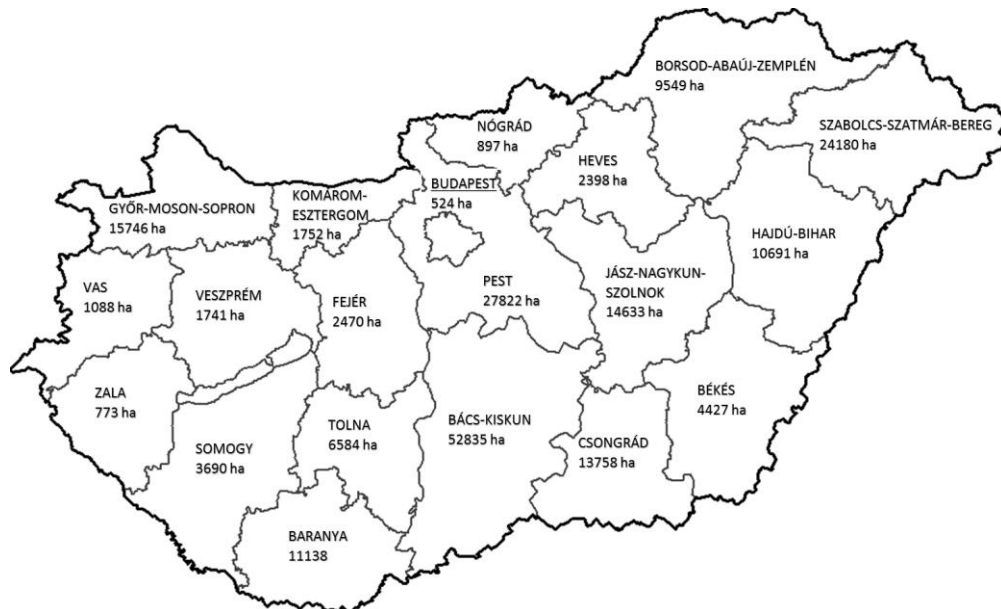 BORSOD-ABAÚJ-ZEMPLÉN
9549 ha
NÓGRÁD
897 ha
SZABOLCS-SZATMÁR-BEREG
24180 ha
HEVES
2398 ha
BUDAPEST
524 ha
KOMÁROM-
ESZTERGOM
1752 ha
GYŐR-MOSON-SOPRON
15746 ha
HAJDÚ-BIHAR
10691 ha
JÁSZ-NAGYKUN-
SZOLNOK
14633 ha
PEST
27822 ha
VAS
1088 ha
VESZPRÉM
1741 ha
FEJÉR
2470 ha
ZALA
773 ha
BÉKÉS
4427 ha
TOLNA
6584 ha
BÁCS-KISKUN
52835 ha
CSONGRÁD
13758 ha
SOMOGY
3690 ha
BARANYA
11138